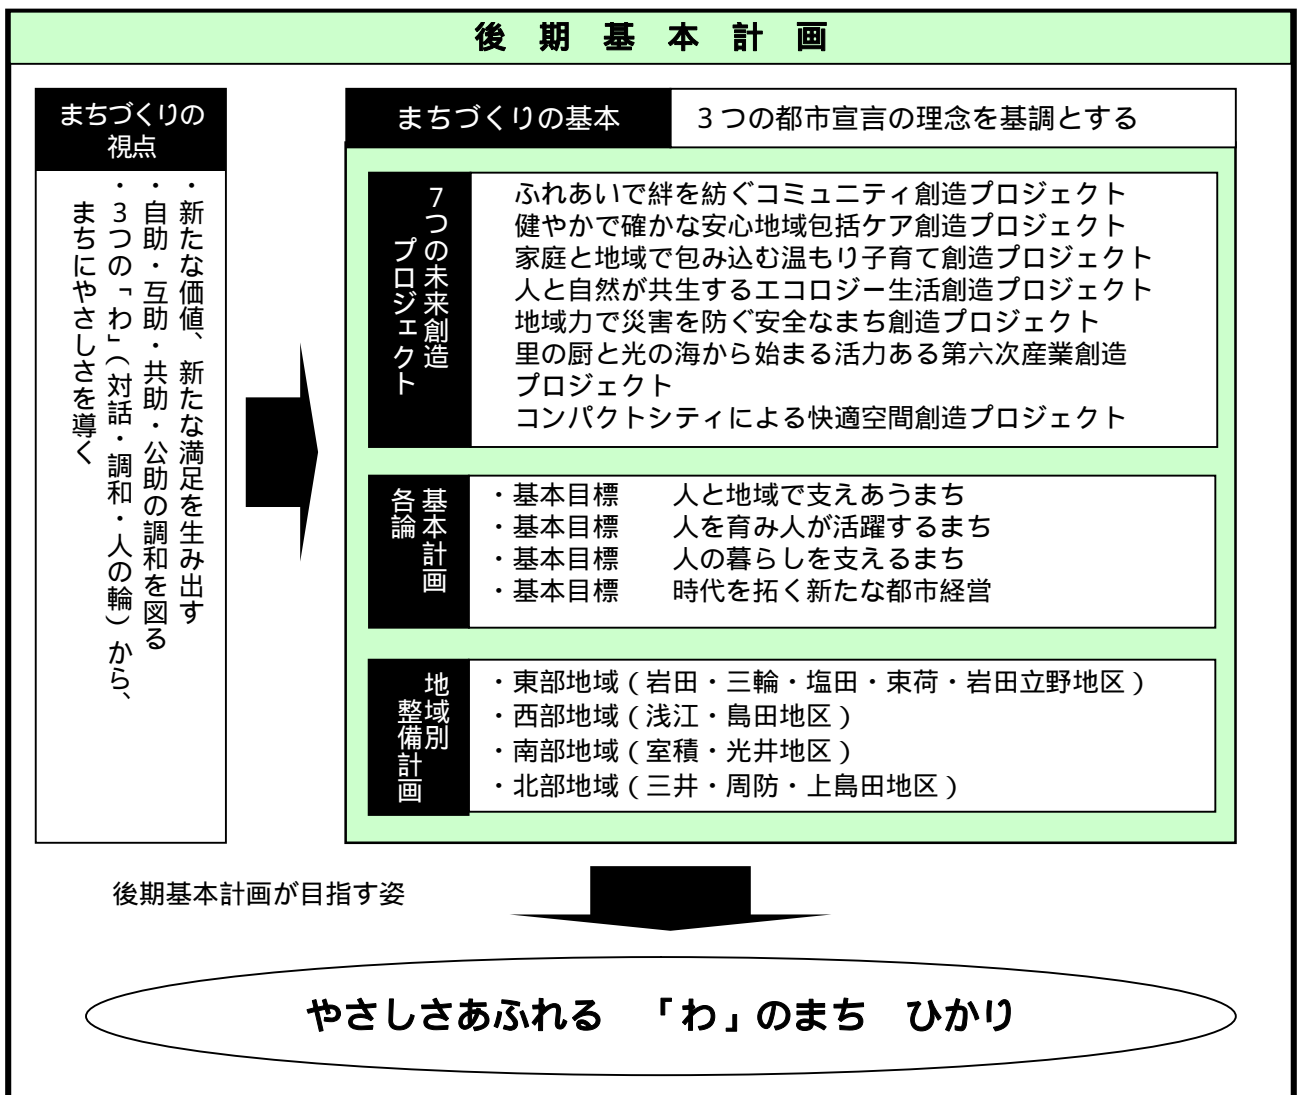 後 期 基 本 計 画
まちづくりの
視点
・新たな価値、新たな満足を生み出す
・自助・互助・共助・公助の調和を図る
・3つの「わ」(対話・調和・人の輪)から、
まちにやさしさを導く
まちづくりの基本
3つの都市宣言の理念を基調とする
7つの未来創造
プロジェクト
ふれあいで絆を紡ぐコミュニティ創造プロジェクト
健やかで確かな安心地域包括ケア創造プロジェクト
家庭と地域で包み込む温もり子育て創造プロジェクト
人と自然が共生するエコロジー生活創造プロジェクト
地域力で災害を防ぐ安全なまち創造プロジェクト
里の厨と光の海から始まる活力ある第六次産業創造
プロジェクト
コンパクトシティによる快適空間創造プロジェクト
基本計画
各論
・基本目標 人と地域で支えあうまち
・基本目標 人を育み人が活躍するまち
・基本目標 人の暮らしを支えるまち
・基本目標 時代を拓く新たな都市経営
地域別
整備計画
・東部地域(岩田・三輪・塩田・束荷・岩田立野地区)
・西部地域(浅江・島田地区)
・南部地域(室積・光井地区)
・北部地域(三井・周防・上島田地区)
後期基本計画が目指す姿
やさしさあふれる 「わ」のまち ひかり